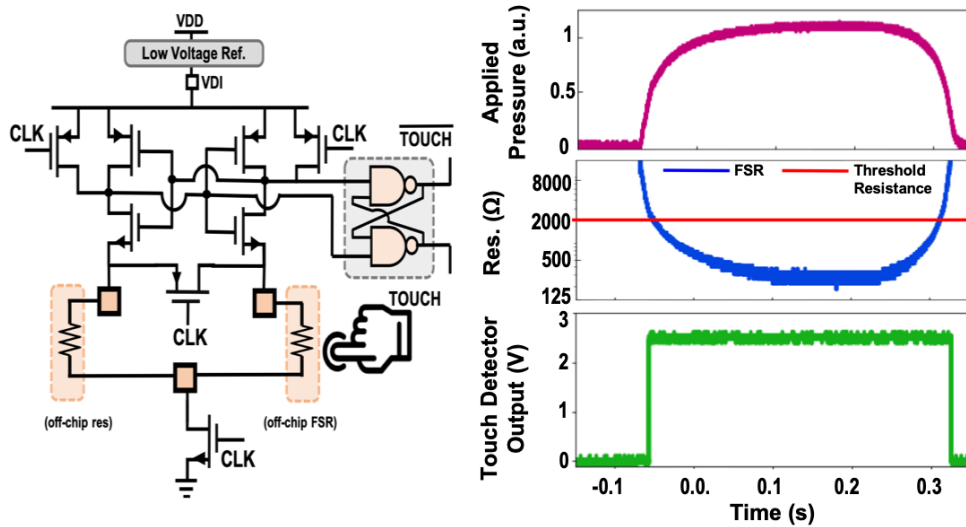 VDD
Low Voltage Ref.
VDI
CLK
CLK
TOUCH
TOUCH
CLK
(off-chip res)
(off-chip FSR)
CLK
Applied
Pressure (a.u.)
1
0.5
0
Res. (Ω)
8000
2000
500
125
FSR
Threshold
Resistance
Touch Detector
Output (V)
3
2
1
0
-0.1
0.
0.1
0.2
0.3
Time (s)